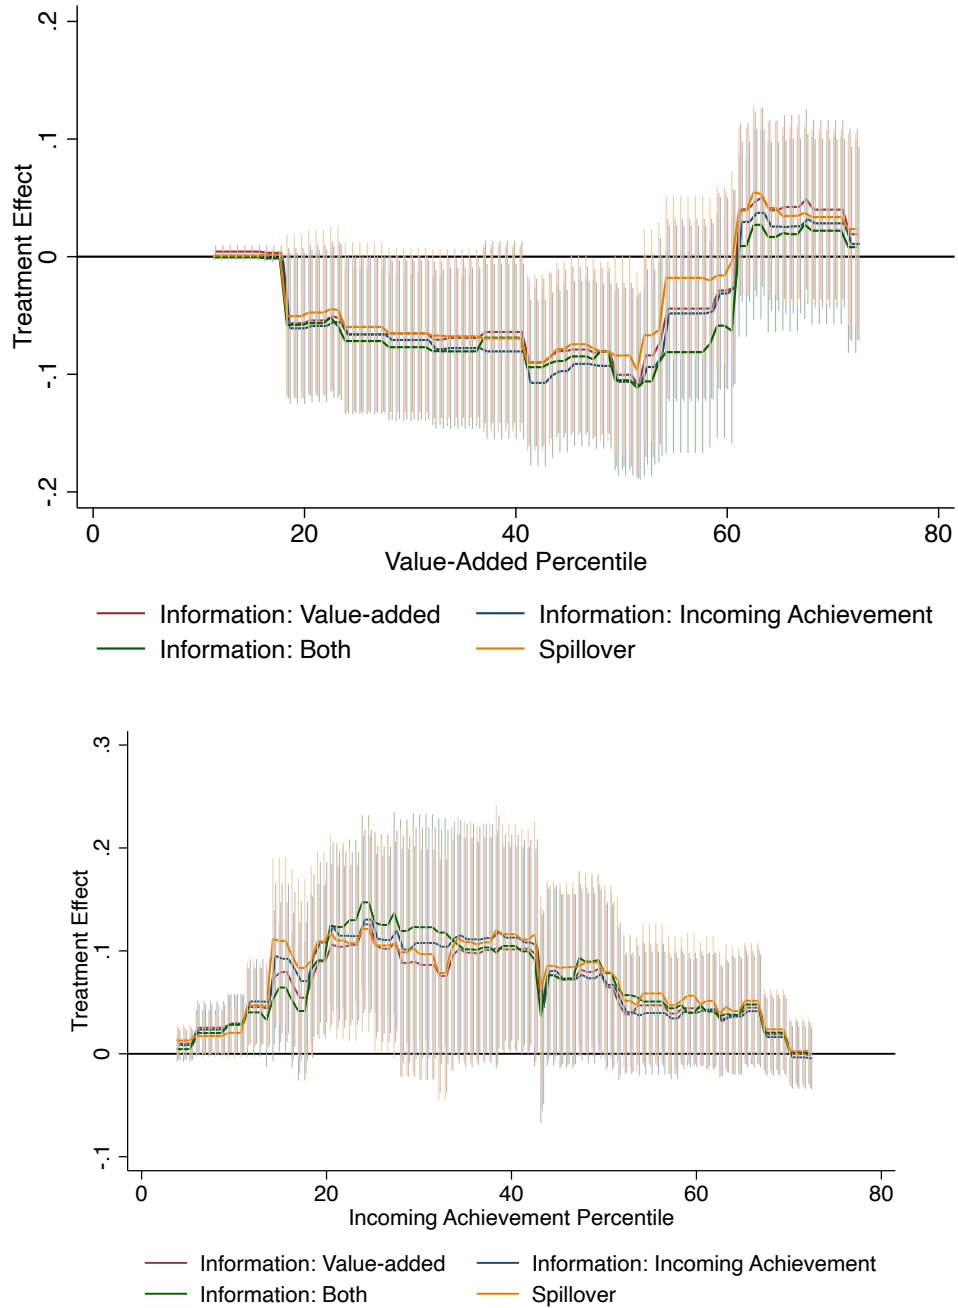 .2
.1
0
-.1
-.2
Treatment Effect
0 20 40 60 80
Value-Added Percentile
Information: Value-added Information: Incoming Achievement
Information: Both Spillover
.3
.2
.1
0
-.1
Treatment Effect
0 20 40 60 80
Incoming Achievement Percentile
Information: Value-added Information: Incoming Achievement
Information: Both Spillover